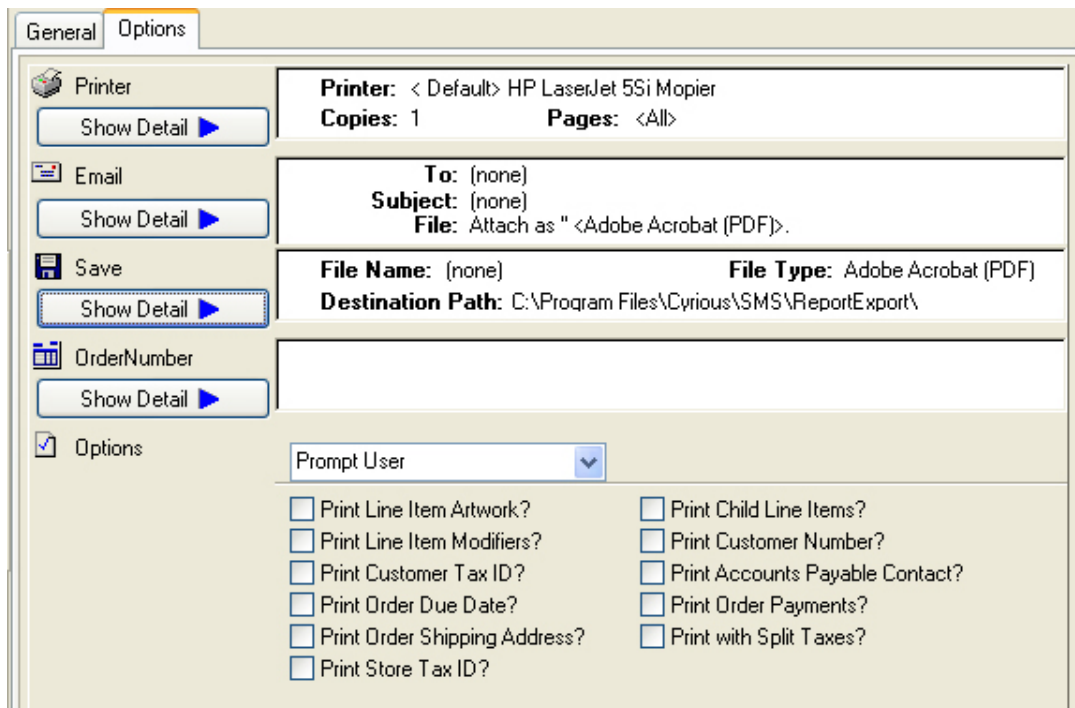 General Options
Printer
Show Detail
Printer: < Default> HP LaserJet 5Si Mopier
Copies: 1 Pages: <All>
Email
Show Detail
To: (none)
Subject: (none)
File: Attach as '' <Adobe Acrobat (PDF)>.
Save
Show Detail
File Name: (none) File Type: Adobe Acrobat (PDF)
Destination Path: C:\Program Files\Cyrious\SMS\ReportExport\
OrderNumber
Show Detail
Options
Prompt User
Print Line Item Artwork? Print Child Line Items?
Print Line Item Modifiers? Print Customer Number?
Print Customer Tax ID? Print Accounts Payable Contact?
Print Order Due Date? Print Order Payments?
Print Order Shipping Address? Print with Split Taxes?
Print Store Tax ID?